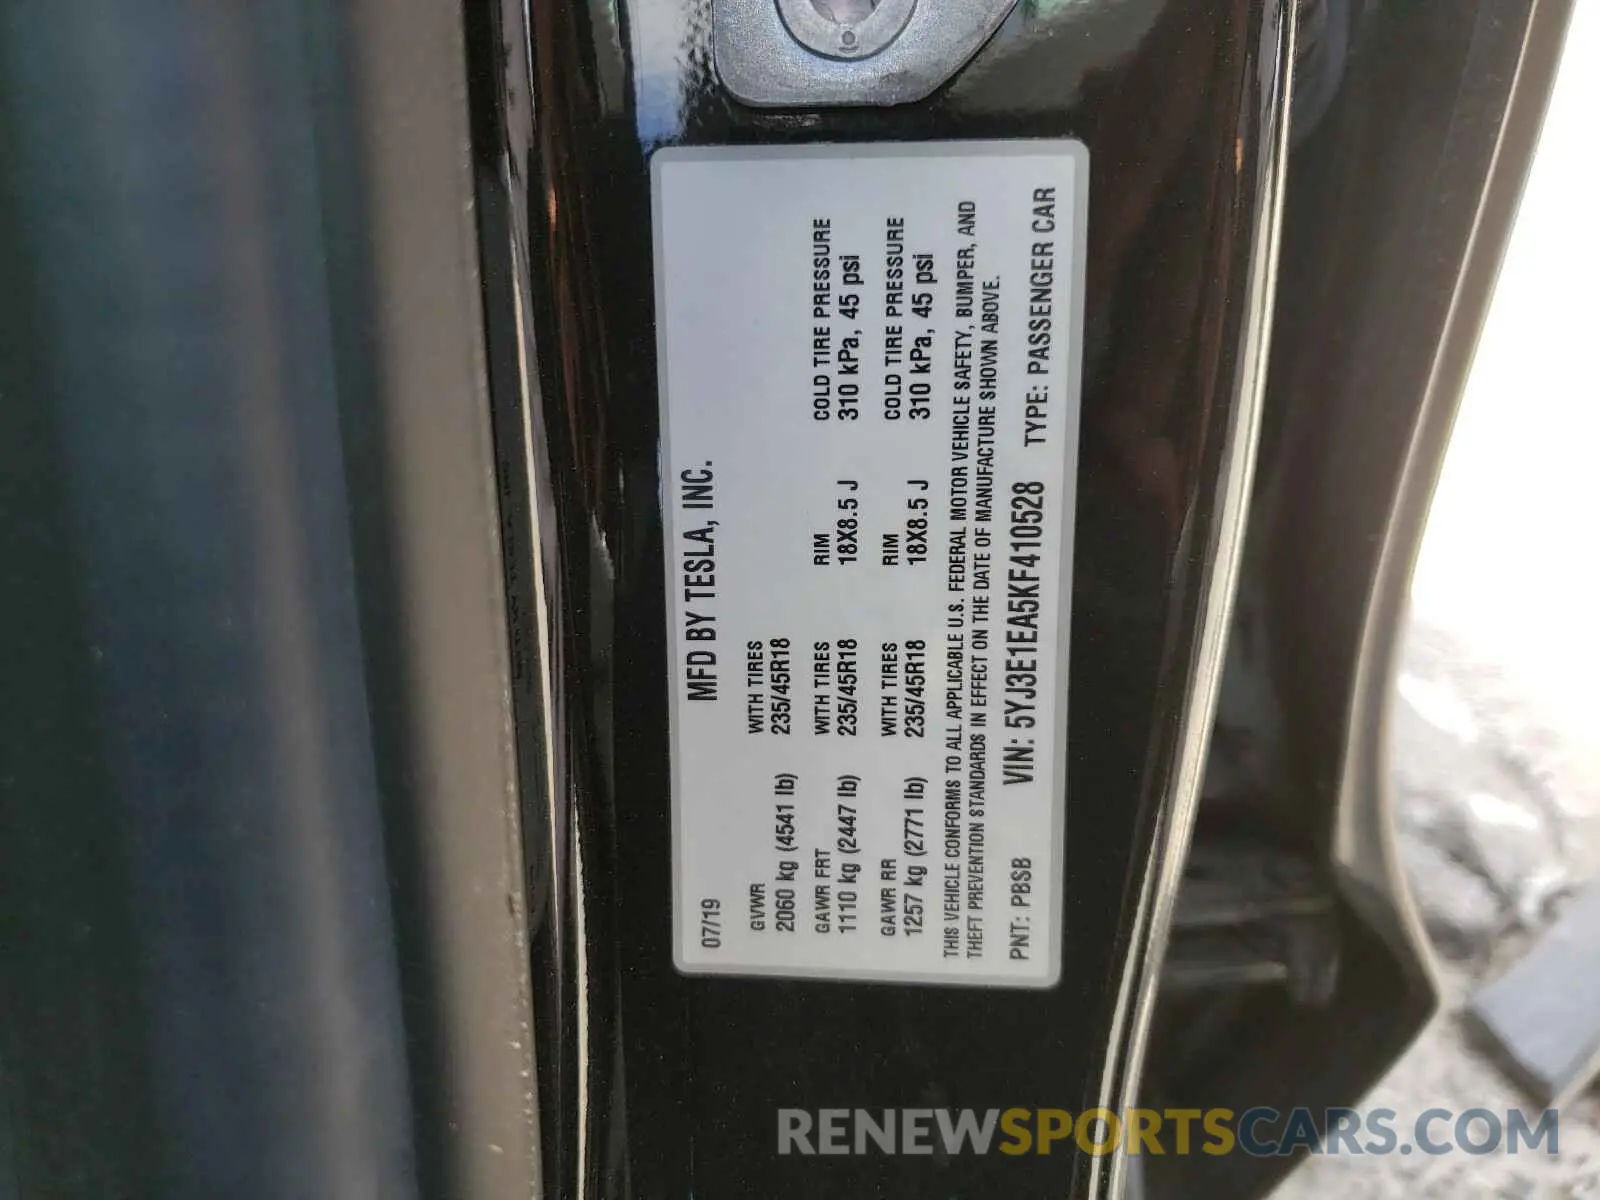 07/19 MFD BY TESLA, INC.
GVWR WITH TIRES
2060 kg (4541 lb) 235/45R18
GAWR FRT WITH TIRES RIM COLD TIRE PRESSURE
1110 kg (2447 lb) 235/45R18 18X8.5 J 310 kPa, 45 psi
GAWR RR WITH TIRES RIM COLD TIRE PRESSURE
1257 kg (2771 lb) 235/45R18 18X8.5 J 310 kPa, 45 psi
THIS VEHICLE CONFORMS TO ALL APPLICABLE U.S. FEDERAL MOTOR VEHICLE SAFETY, BUMPER, AND
THEFT PREVENTION STANDARDS IN EFFECT ON THE DATE OF MANUFACTURE SHOWN ABOVE.
PNT: PBSB VIN: 5YJ3E1EA5KF410528 TYPE: PASSENGER CAR
RENEWSPORTSCARS.COM